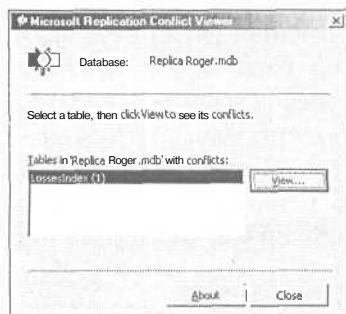 Microsoft Replication Conflict Viewer
Database: Replica Roger.mdb
Select a table, then click View to see its conflicts.
Tables in 'Replica Roger .mdb' with conflicts:
LossesIndex (1)
View...
About
Close